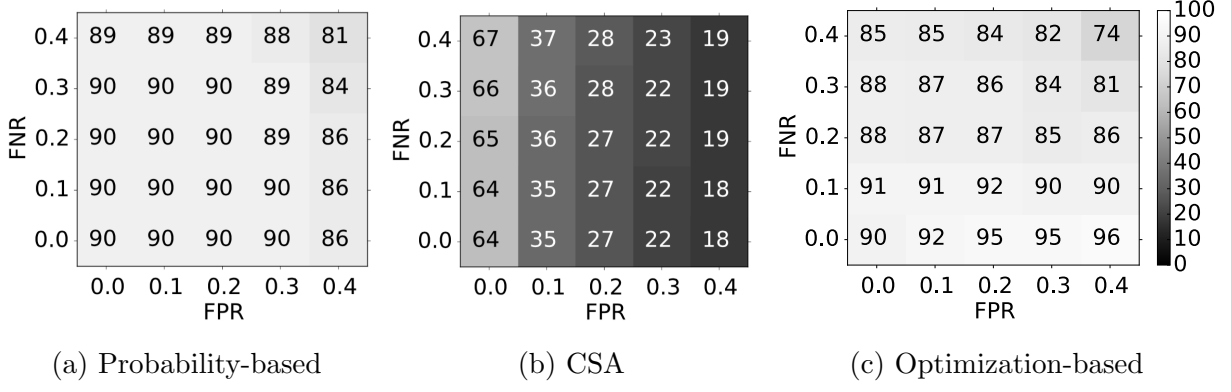 0.4 89 89 89 88 81
0.3 90 90 90 89 84
0.2 90 90 90 89 86
0.1 90 90 90 90 86
0.0 90 90 90 90 86
0.0 0.1 0.2 0.3 0.4
FPR
FNR
(a) Probability-based
0.4 67 37 28 23 19
0.3 66 36 28 22 19
0.2 65 36 27 22 19
0.1 64 35 27 22 18
0.0 64 35 27 22 18
0.0 0.1 0.2 0.3 0.4
FPR
FNR
(b) CSA
0.4 85 85 84 82 74
0.3 88 87 86 84 81
0.2 88 87 87 85 86
0.1 91 91 92 90 90
0.0 90 92 95 95 96
0.0 0.1 0.2 0.3 0.4
FPR
FNR
100
90
80
70
60
50
40
30
20
10
0
(c) Optimization-based